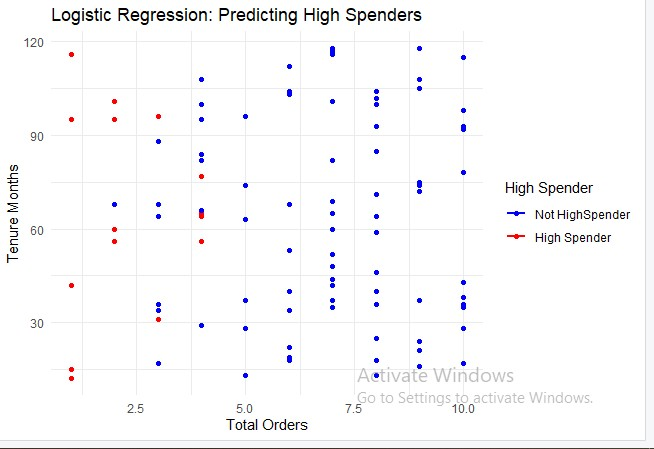 Logistic Regression: Predicting High Spenders
120
90
60
30
Tenure Months
2.5 5.0 7.5 10.0
Total Orders
High Spender
Not HighSpender
High Spender
Activate Windows
Go to Settings to activate Windows.